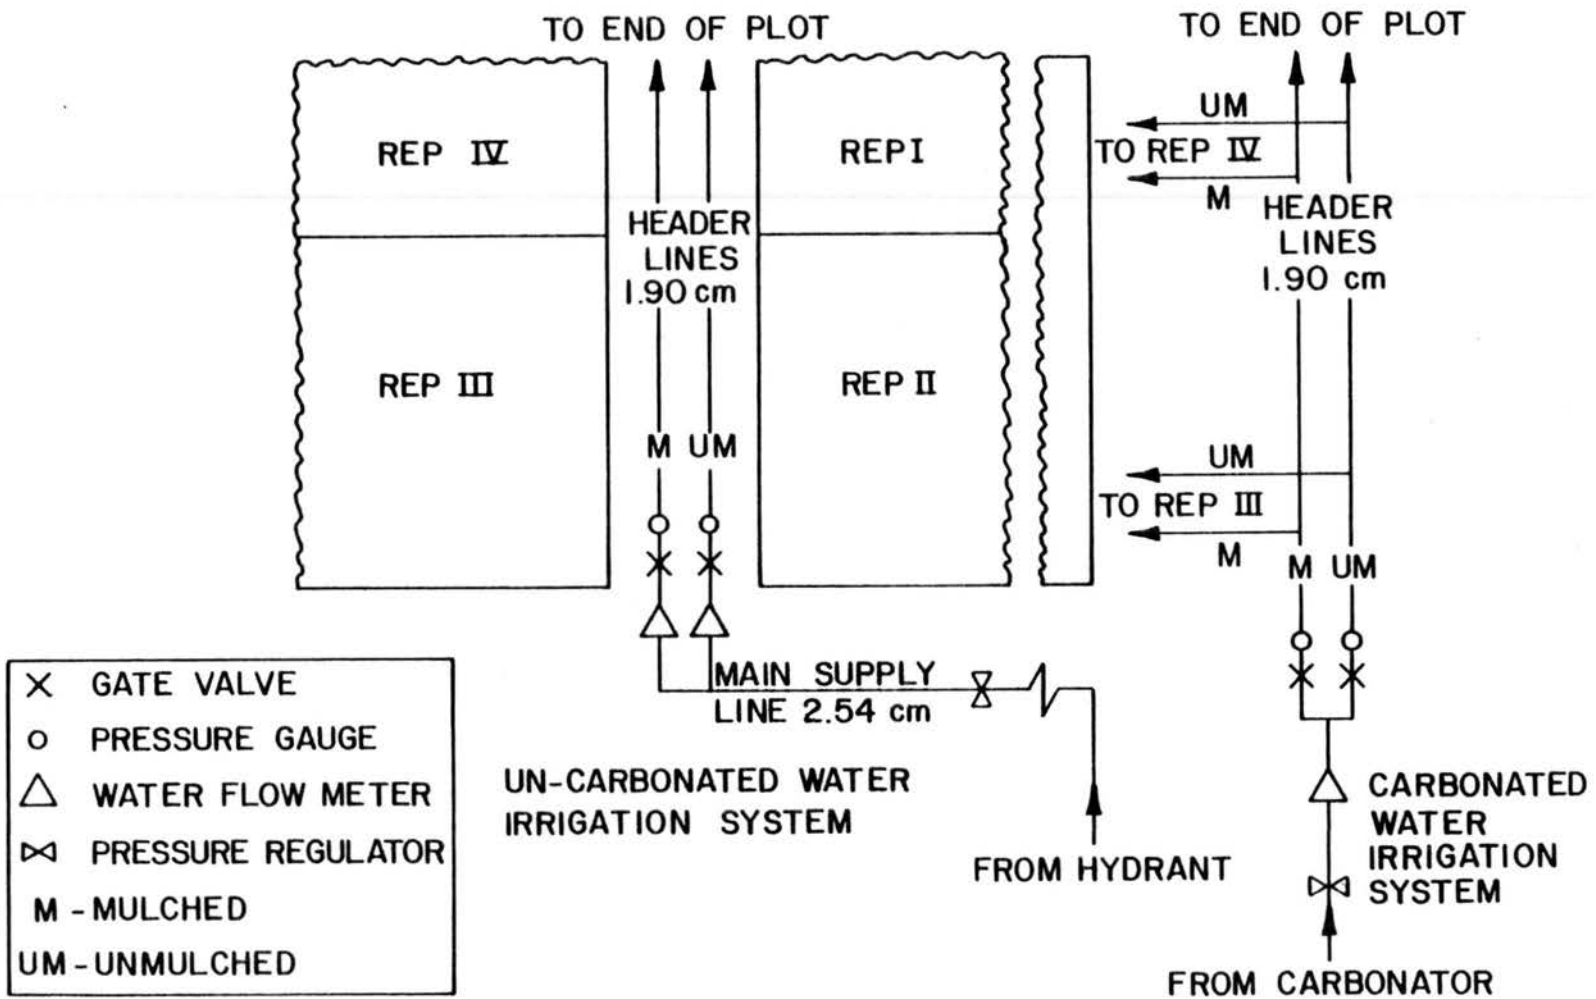 TO END OF PLOT
TO END OF PLOT
REP IV
REP I
UM
TO REP IV
M
HEADER
LINES
1.90 cm
HEADER
LINES
1.90 cm
REP III
REP II
M UM
UM
TO REP III
M
M UM
MAIN SUPPLY
LINE 2.54 cm
GATE VALVE
PRESSURE GAUGE
WATER FLOW METER
PRESSURE REGULATOR
M - MULCHED
UM - UNMULCHED
UN-CARBONATED WATER
IRRIGATION SYSTEM
FROM HYDRANT
CARBONATED
WATER
IRRIGATION
SYSTEM
FROM CARBONATOR